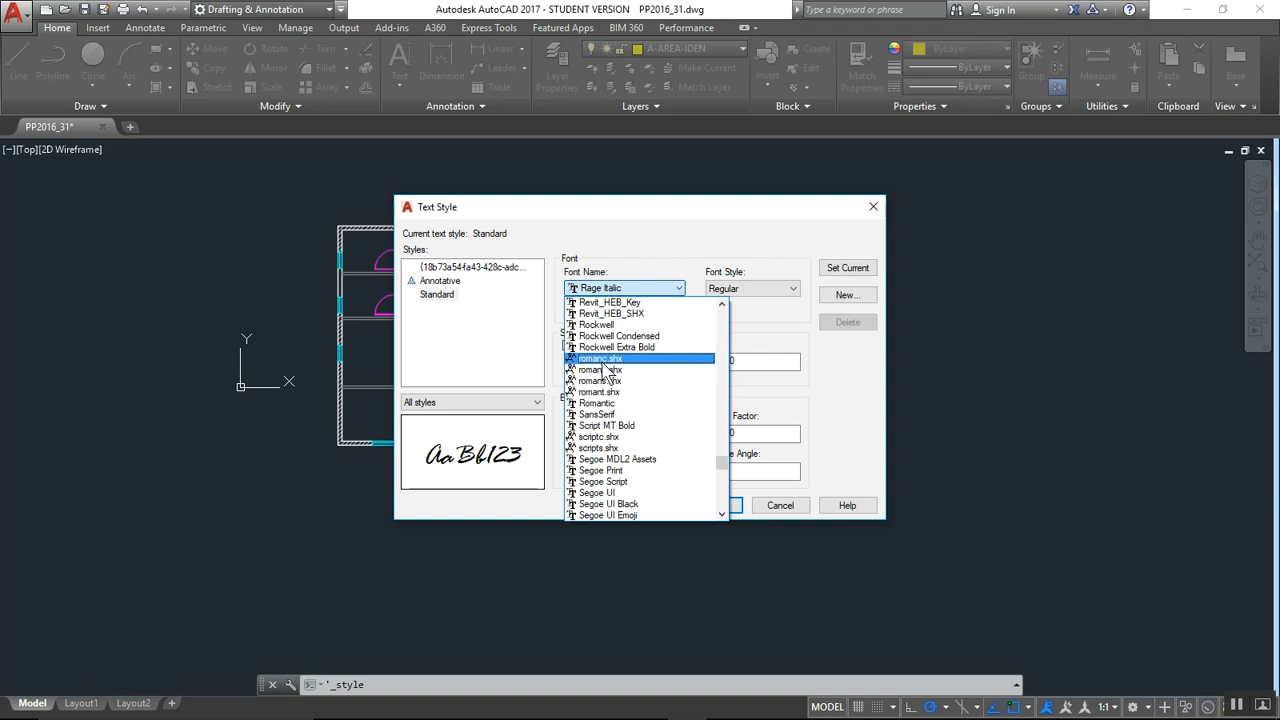 Drafting & Annotation
Autodesk AutoCAD 2017 - STUDENT VERSION PP2016_31.dwg
Type a keyword or phrase
Sign In
Home Insert Annotate Parametric View Manage Output Add-ins A360 Express Tools Featured Apps BIM 360 Performance
Line Polyline Circle Arc
Move Rotate Trim
Copy Mirror Fillet
Stretch Scale Array
Text Dimension
Linear
Leader
Table
Layer Properties
A-AREA-IDEN
Make Current
Match Layer
Insert
Create
Edit
Match Properties
ByLayer
ByLayer
ByLayer
Group
Measure
Paste
Base
Draw Modify Annotation Layers Block Properties Groups Utilities Clipboard View
PP2016_31*
[−][Top][2D Wireframe]
Text Style
Current text style: Standard
Styles:
{18b73a54-fa43-428c-adc...
Annotative
Standard
All styles
AaBb123
Font
Font Name:
Font Style:
Rage Italic
Regular
Revit_HEB_Key
Revit_HEB_SHX
Rockwell
Rockwell Condensed
Rockwell Extra Bold
romanc.shx
romant.shx
Romantic
SansSerif
Script MT Bold
scriptc.shx
scripts.shx
Segoe MDL2 Assets
Segoe Print
Segoe Script
Segoe UI
Segoe UI Black
Segoe UI Emoji
Set Current
New...
Delete
Factor:
Angle:
Cancel
Help
Y
X
'_style
Model Layout1 Layout2
MODEL
1:1